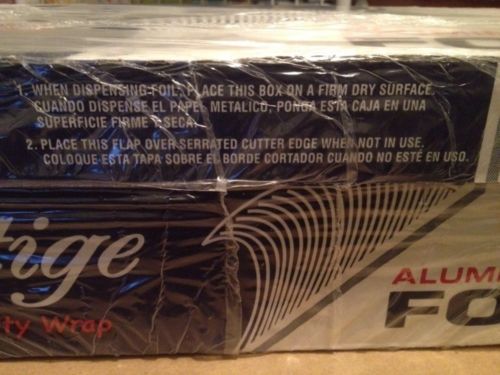 1. WHEN DISPENSING FOIL, PLACE THIS BOX ON A FIRM DRY SURFACE.
CUANDO DISPENSE EL PAPEL METALICO, PONGA ESTA CAJA EN UNA
SUPERFICIE FIRME Y SECA.
2. PLACE THIS FLAP OVER SERRATED CUTTER EDGE WHEN NOT IN USE.
COLOQUE ESTA TAPA SOBRE EL BORDE CORTADOR CUANDO NO ESTÉ EN USO.
tige
ty Wrap
ALUMI
FO